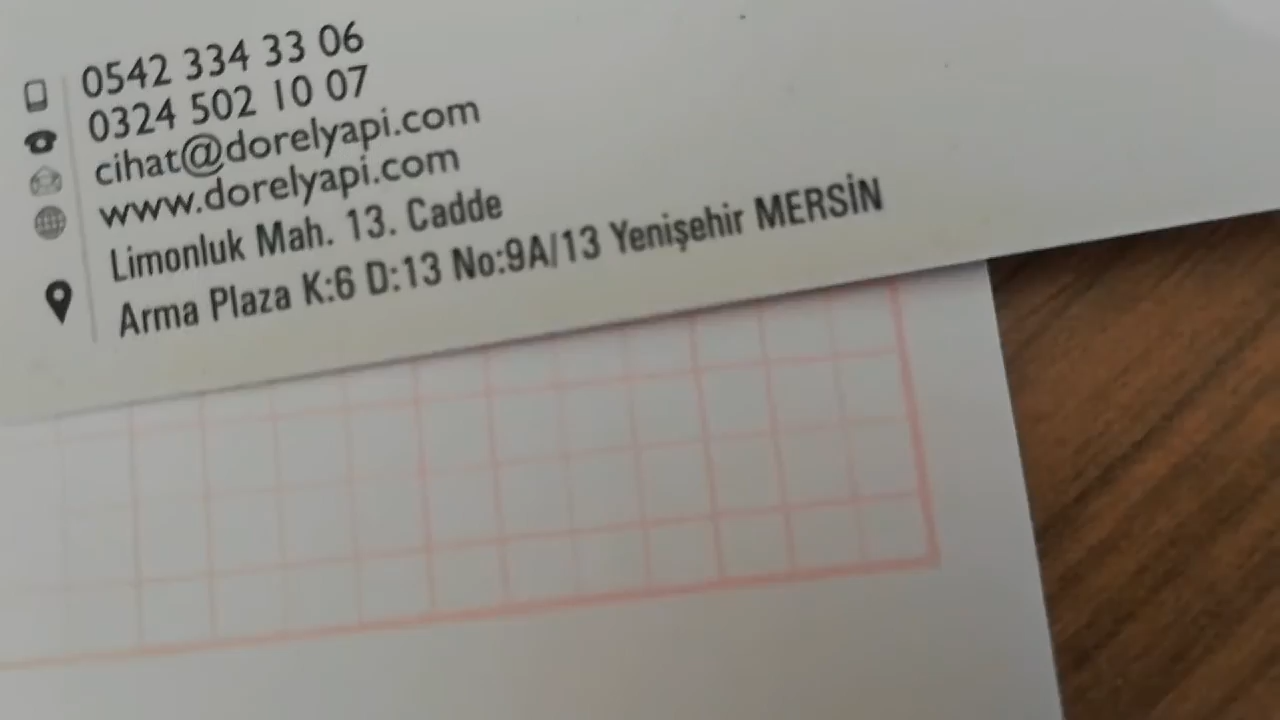 0542 334 33 06
0324 502 10 07
cihat@dorelyapi.com
www.dorelyapi.com
Limonluk Mah. 13. Cadde
Arma Plaza K:6 D:13 No:9A/13 Yenişehir MERSİN